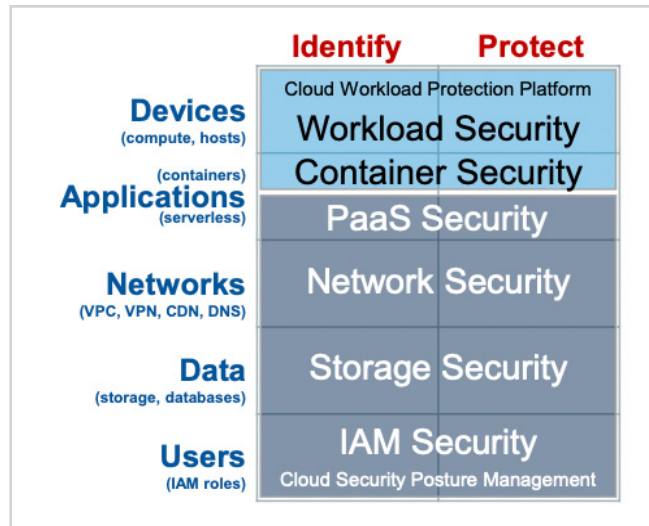 Identify Protect
Cloud Workload Protection Platform
Devices
(compute, hosts)
Workload Security
(containers)
Container Security
Applications
(serverless)
PaaS Security
Networks
(VPC, VPN, CDN, DNS)
Network Security
Data
(storage, databases)
Storage Security
Users
(IAM roles)
IAM Security
Cloud Security Posture Management